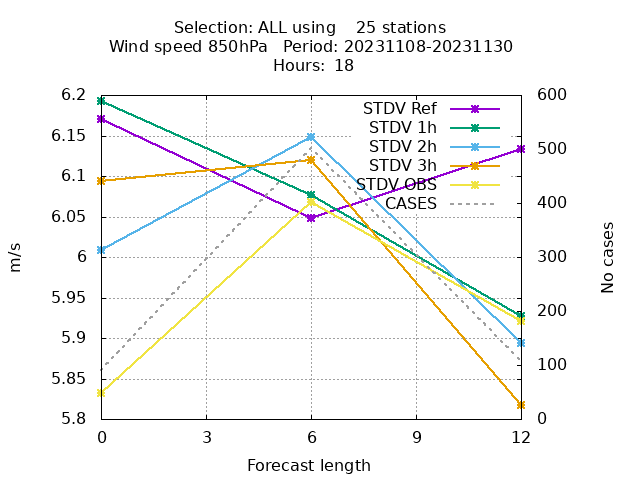 Selection: ALL using    25 stations
Wind speed 850hPa   Period: 20231108-20231130
Hours:  18
6.2
6.15
6.1
6.05
6
5.95
5.9
5.85
5.8
m/s
STDV Ref
STDV 1h
STDV 2h
STDV 3h
STDV OBS
CASES
600
500
400
300
200
100
0
No cases
0 3 6 9 12
Forecast length